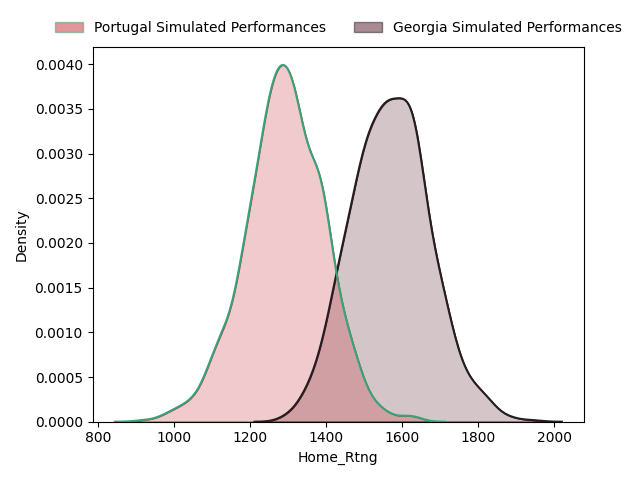 Portugal Simulated Performances Georgia Simulated Performances
0.0040
0.0035
0.0030
0.0025
0.0020
0.0015
0.0010
0.0005
0.0000
Density
800 1000 1200 1400 1600 1800 2000
Home_Rtng